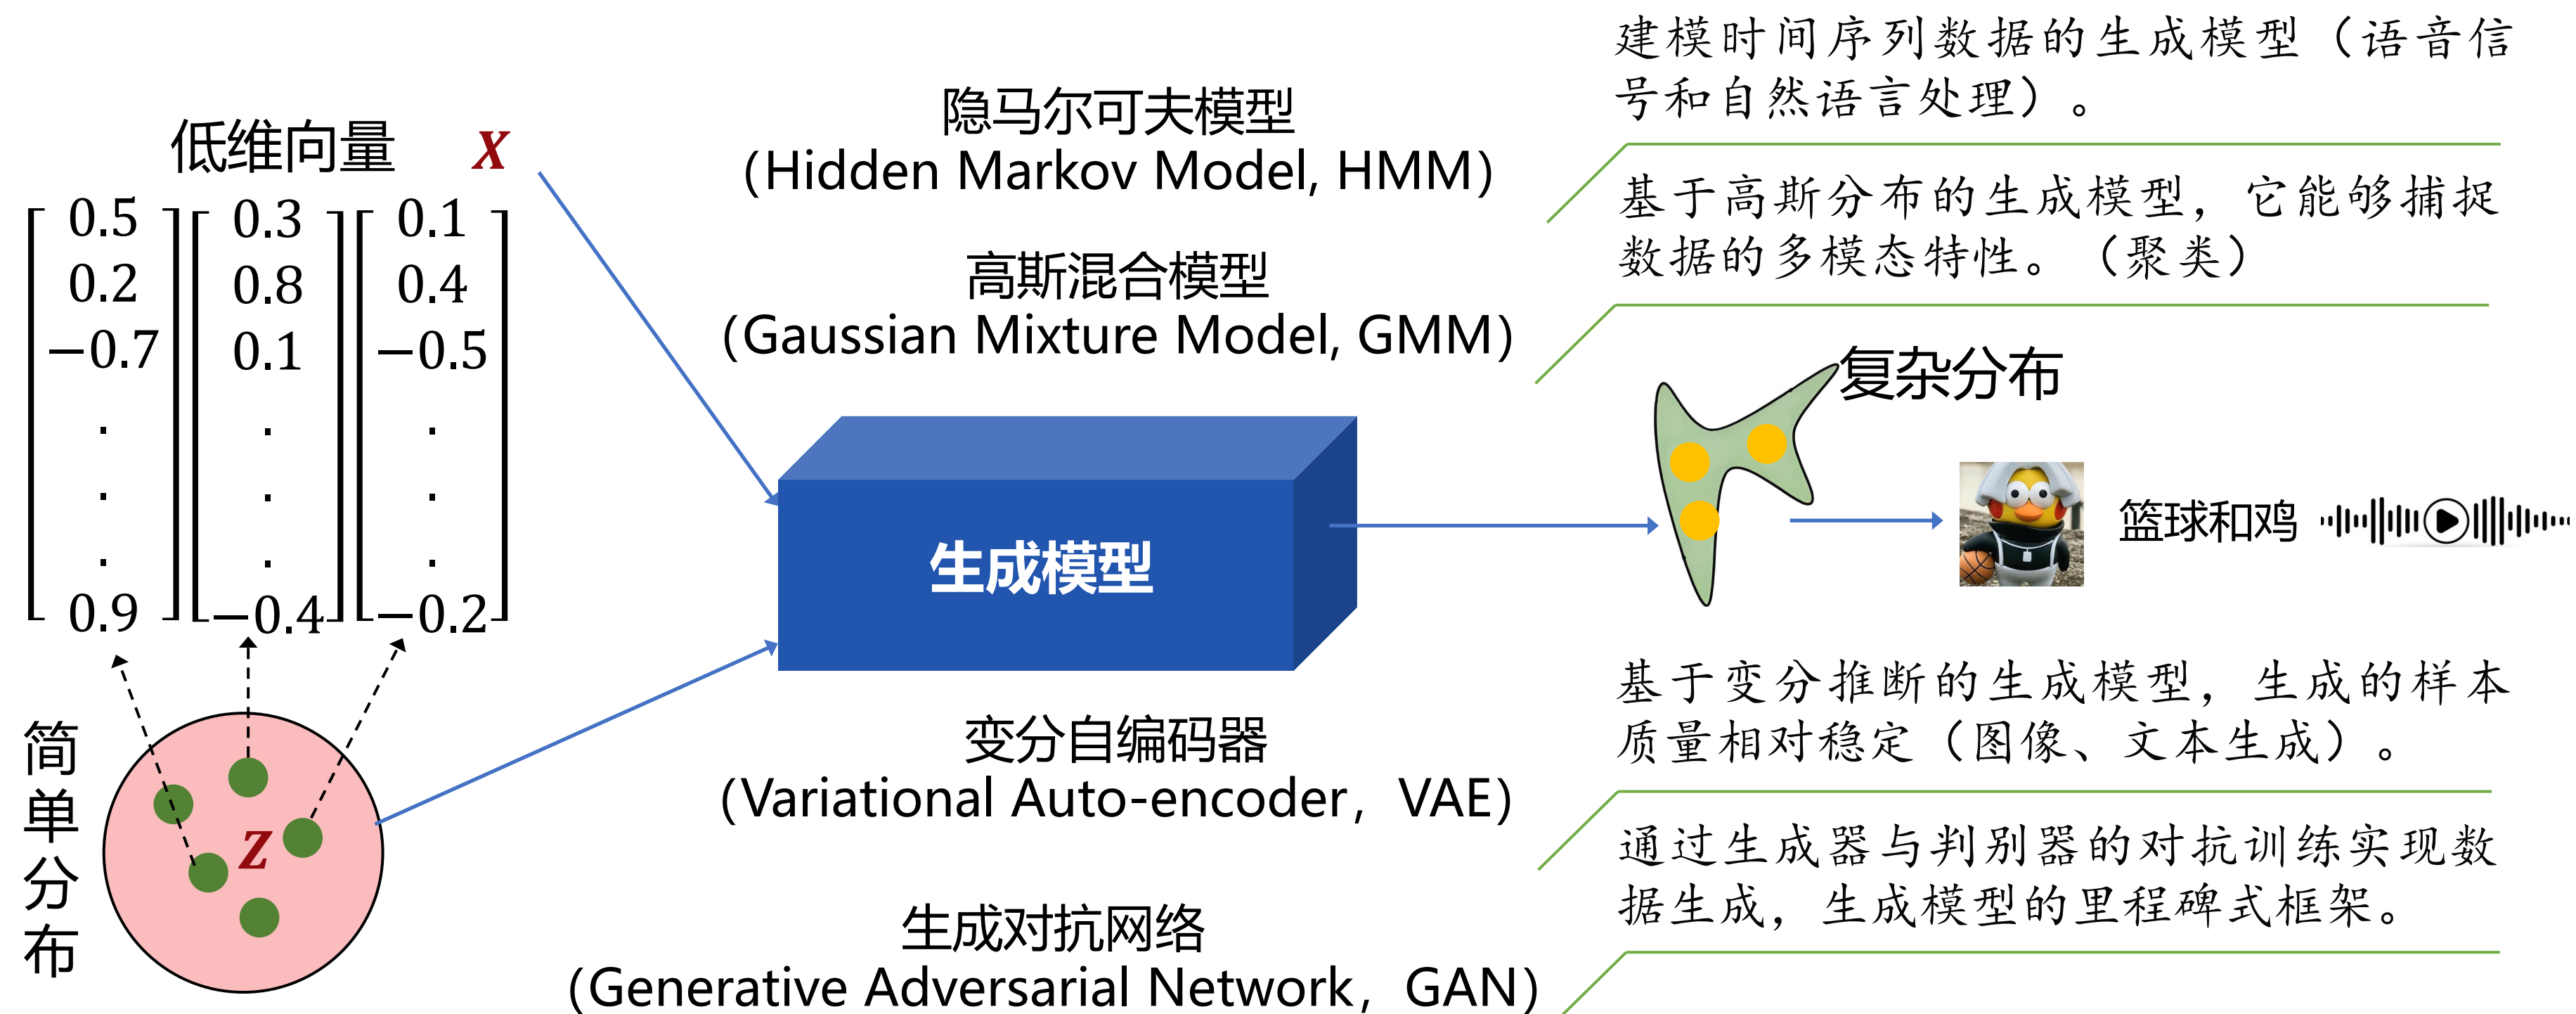 低维向量 X
0.5 0.3 0.1
0.2 0.8 0.4
−0.7 0.1 −0.5
. . .
. . .
. . .
0.9 −0.4 −0.2
简单分布
Z
隐马尔可夫模型
（Hidden Markov Model, HMM）
高斯混合模型
（Gaussian Mixture Model, GMM）
生成模型
变分自编码器
（Variational Auto-encoder，VAE）
生成对抗网络
（Generative Adversarial Network，GAN）
建模时间序列数据的生成模型（语音信
号和自然语言处理）。
基于高斯分布的生成模型，它能够捕捉
数据的多模态特性。（聚类）
复杂分布
篮球和鸡
基于变分推断的生成模型，生成的样本
质量相对稳定（图像、文本生成）。
通过生成器与判别器的对抗训练实现数
据生成，生成模型的里程碑式框架。